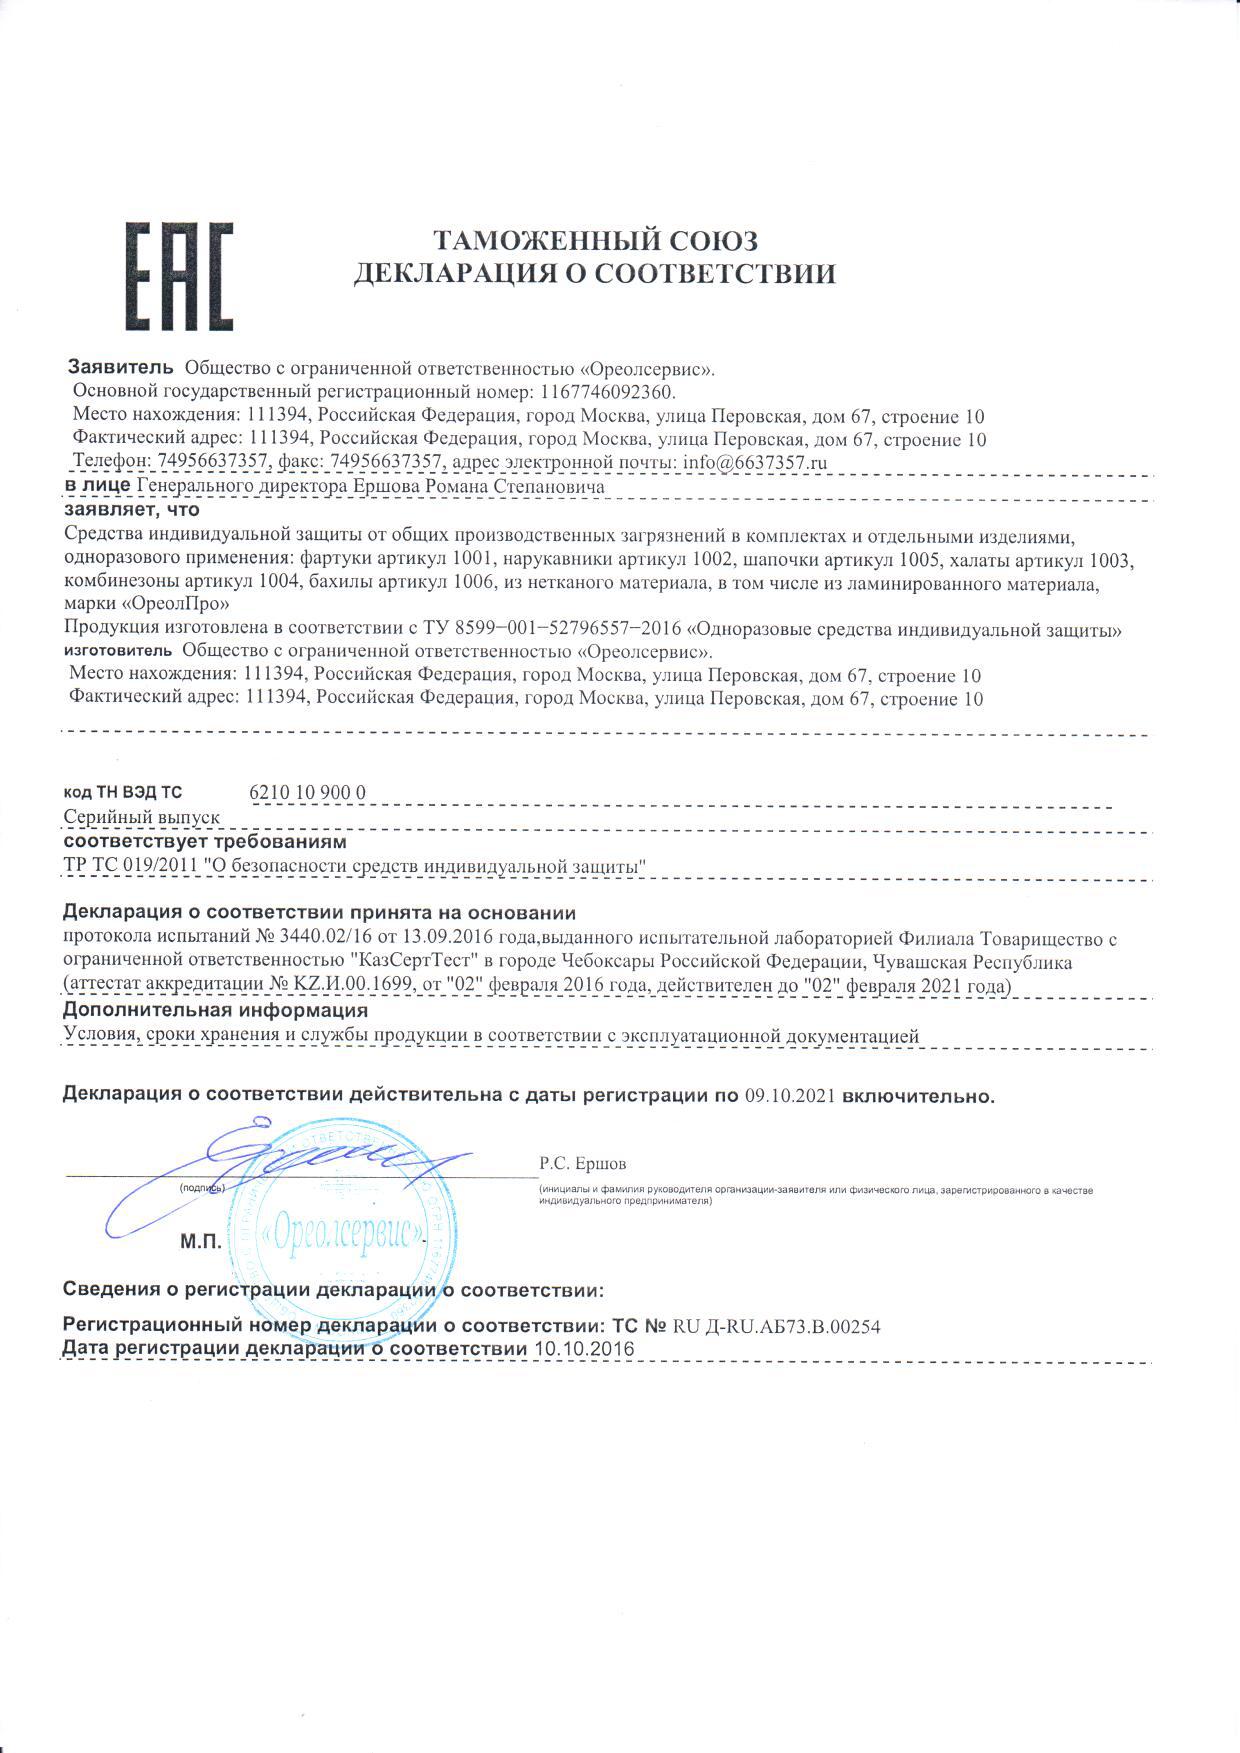 EAC
ТАМОЖЕННЫЙ СОЮЗ
ДЕКЛАРАЦИЯ О СООТВЕТСТВИИ
Заявитель Общество с ограниченной ответственностью «Ореолсервис».
Основной государственный регистрационный номер: 1167746092360.
Место нахождения: 111394, Российская Федерация, город Москва, улица Перовская, дом 67, строение 10
Фактический адрес: 111394, Российская Федерация, город Москва, улица Перовская, дом 67, строение 10
Телефон: 74956637357, факс: 74956637357, адрес электронной почты: info@6637357.ru
в лице Генерального директора Ершова Романа Степановича
заявляет, что
Средства индивидуальной защиты от общих производственных загрязнений в комплектах и отдельными изделиями,
одноразового применения: фартуки артикул 1001, нарукавники артикул 1002, шапочки артикул 1005, халаты артикул 1003,
комбинезоны артикул 1004, бахилы артикул 1006, из нетканого материала, в том числе из ламинированного материала,
марки «ОреолПро»
Продукция изготовлена в соответствии с ТУ 8599–001–52796557–2016 «Одноразовые средства индивидуальной защиты»
изготовитель Общество с ограниченной ответственностью «Ореолсервис».
Место нахождения: 111394, Российская Федерация, город Москва, улица Перовская, дом 67, строение 10
Фактический адрес: 111394, Российская Федерация, город Москва, улица Перовская, дом 67, строение 10
код ТН ВЭД ТС 6210 10 900 0
Серийный выпуск
соответствует требованиям
ТР ТС 019/2011 "О безопасности средств индивидуальной защиты"
Декларация о соответствии принята на основании
протокола испытаний № 3440.02/16 от 13.09.2016 года,выданного испытательной лабораторией Филиала Товарищество с
ограниченной ответственностью "КазСертТест" в городе Чебоксары Российской Федерации, Чувашская Республика
(аттестат аккредитации № KZ.И.00.1699, от "02" февраля 2016 года, действителен до "02" февраля 2021 года)
Дополнительная информация
Условия, сроки хранения и службы продукции в соответствии с эксплуатационной документацией
Декларация о соответствии действительна с даты регистрации по 09.10.2021 включительно.
Р.С. Ершов
(подпись)
(инициалы и фамилия руководителя организации-заявителя или физического лица, зарегистрированного в качестве
индивидуального предпринимателя)
М.П.
«Ореолсервис»
Сведения о регистрации декларации о соответствии:
Регистрационный номер декларации о соответствии: ТС № RU Д-RU.АБ73.В.00254
Дата регистрации декларации о соответствии 10.10.2016